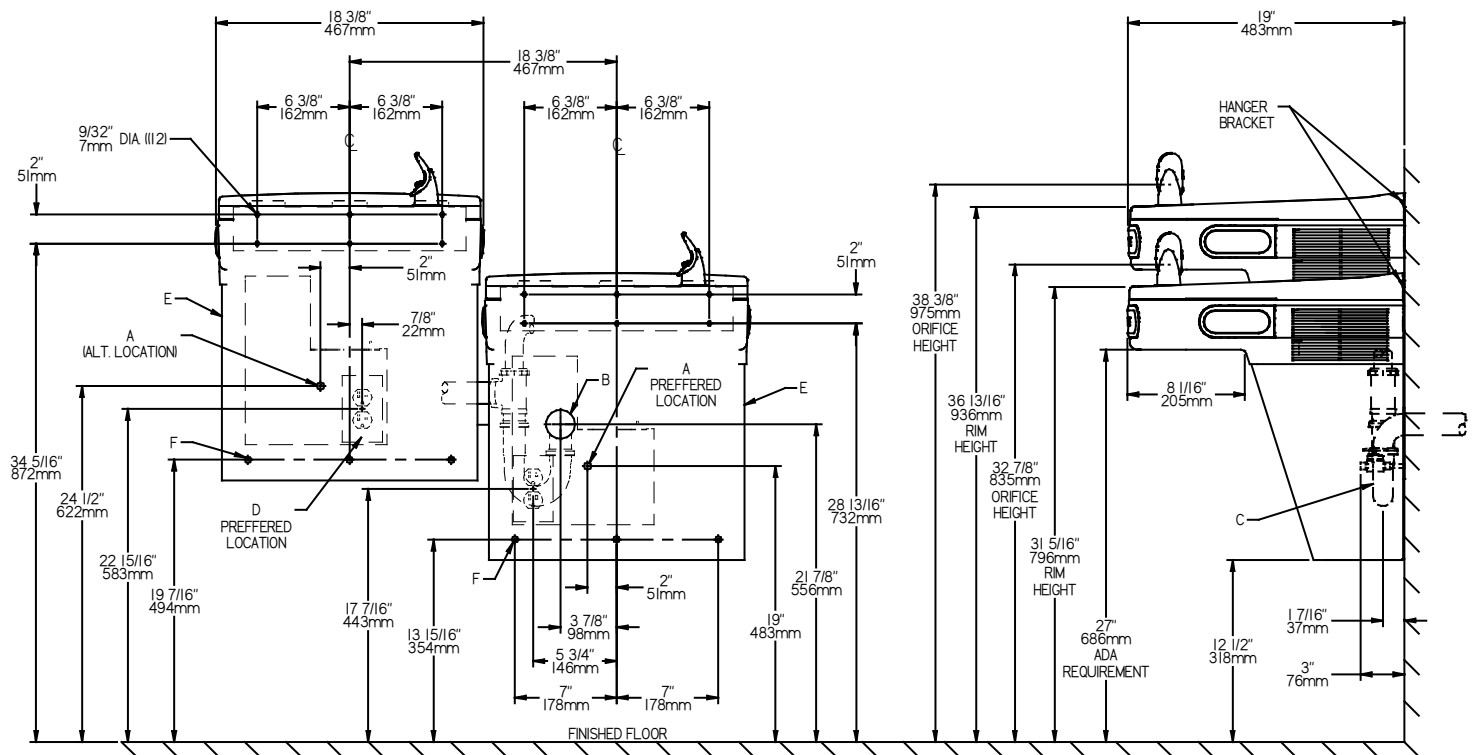 18 3/8"
467mm
18 3/8"
467mm
6 3/8"
162mm
6 3/8"
162mm
6 3/8"
162mm
6 3/8"
162mm
9/32"
7mm DIA. (112)
2"
51mm
2"
51mm
7/8"
22mm
E
A
(ALT. LOCATION)
F
D
PREFFERED
LOCATION
34 5/16"
872mm
24 1/2"
622mm
22 15/16"
583mm
19 7/16"
494mm
2"
51mm
B
A
PREFFERED
LOCATION
E
F
17 7/16"
443mm
13 15/16"
354mm
2"
51mm
3 7/8"
98mm
5 3/4"
146mm
7"
178mm
7"
178mm
28 13/16"
732mm
21 7/8"
556mm
19"
483mm
FINISHED FLOOR
19"
483mm
HANGER
BRACKET
38 3/8"
975mm
ORIFICE
HEIGHT
36 13/16"
936mm
RIM
HEIGHT
32 7/8"
835mm
ORIFICE
HEIGHT
31 5/16"
796mm
RIM
HEIGHT
27"
686mm
ADA
REQUIREMENT
8 1/16"
205mm
C
12 1/2"
318mm
1 7/16"
37mm
3"
76mm